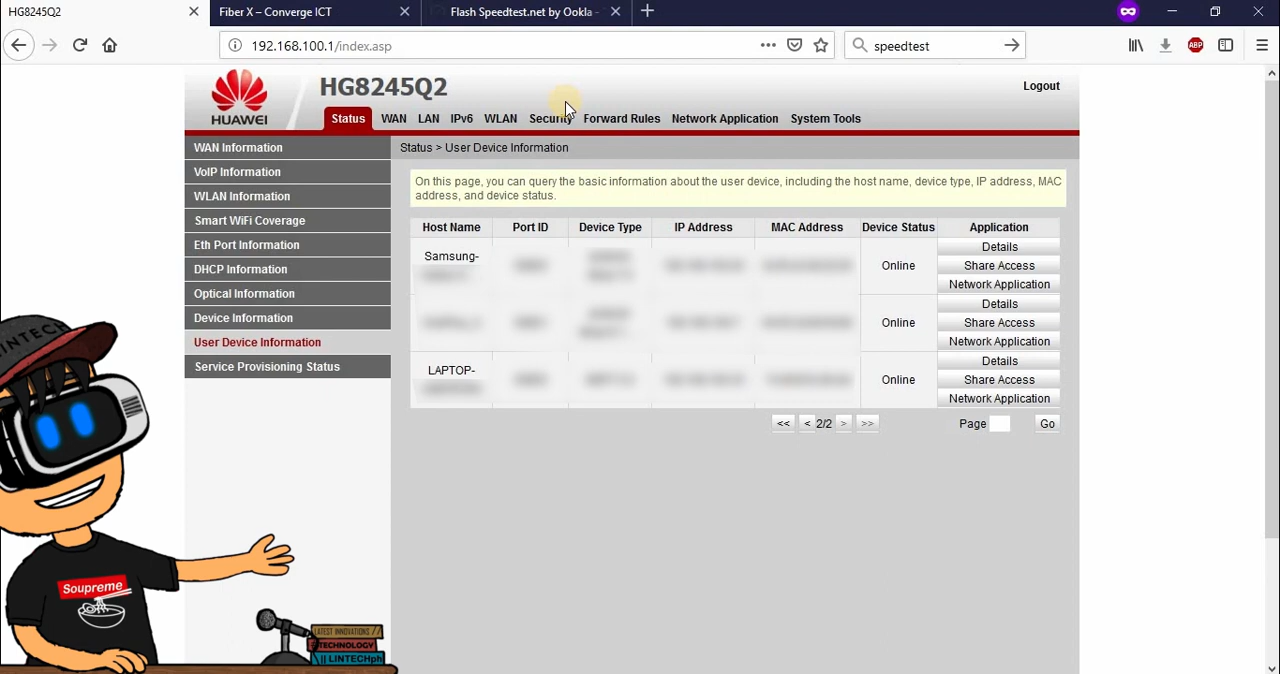 HG8245Q2
Fiber X – Converge ICT
Flash Speedtest.net by Ookla -
192.168.100.1/index.asp
speedtest
ABP
HUAWEI
HG8245Q2
Logout
Status WAN LAN IPv6 WLAN Security Forward Rules Network Application System Tools
WAN Information
VoIP Information
WLAN Information
Smart WiFi Coverage
Eth Port Information
DHCP Information
Optical Information
Device Information
User Device Information
Service Provisioning Status
Status > User Device Information
On this page, you can query the basic information about the user device, including the host name, device type, IP address, MAC
address, and device status.
Host Name Port ID Device Type IP Address MAC Address Device Status Application
Samsung-
Online
Details
Share Access
Network Application
Online
Details
Share Access
Network Application
LAPTOP-
Online
Details
Share Access
Network Application
<< < 2/2 > >> Page Go
LINTECH
Soupreme
LATEST INNOVATIONS //
#TECHNOLOGY
|| LINTECHph